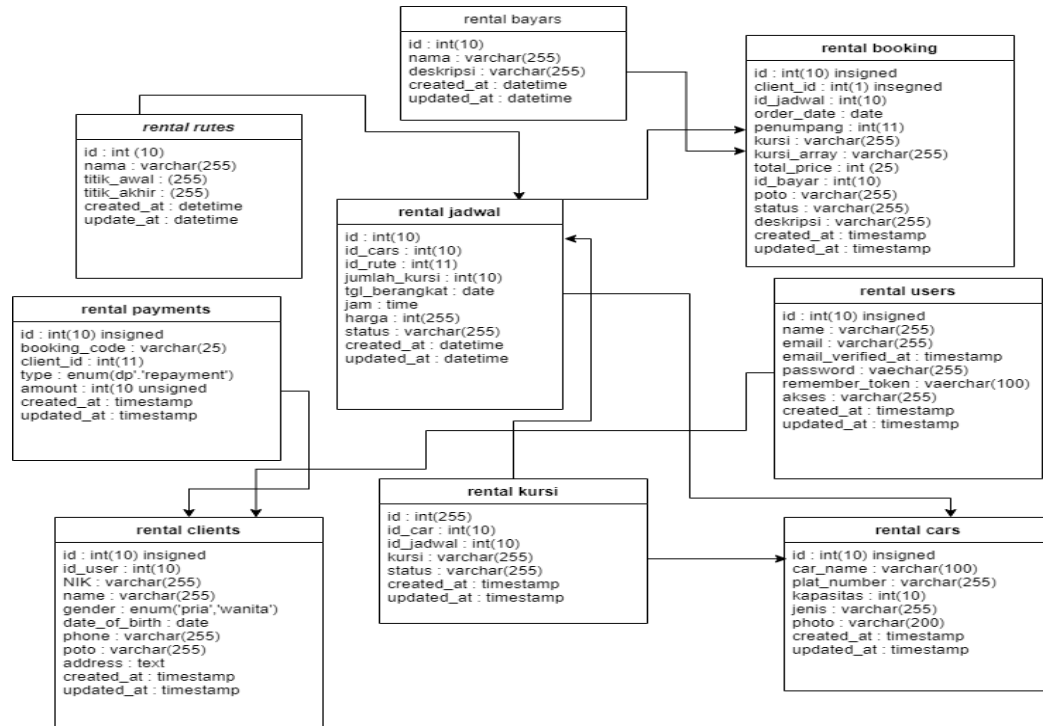 rental bayars
id : int(10)
nama : varchar(255)
deskripsi : varchar(255)
created_at : datetime
updated_at : datetime
rental booking
id : int(10) insigned
client_id : int(1) insegned
id_jadwal : int(10)
order_date : date
penumpang : int(11)
kursi : varchar(255)
kursi_array : varchar(255)
total_price : int (25)
id_bayar : int(10)
poto : varchar(255)
status : varchar(255)
deskripsi : varchar(255)
created_at : timestamp
updated_at : timestamp
rental rutes
id : int (10)
nama : varchar(255)
titik_awal : (255)
titik_akhir : (255)
created_at : detetime
update_at : datetime
rental jadwal
id : int(10)
id_cars : int(10)
id_rute : int(11)
jumlah_kursi : int(10)
tgl_berangkat : date
jam : time
harga : int(255)
status : varchar(255)
created_at : datetime
updated_at : datetime
rental payments
id : int(10) insigned
booking_code : varchar(25)
client_id : int(11)
type : enum(dp'.'repayment')
amount : int(10 unsigned
created_at : timestamp
updated_at : timestamp
rental users
id : int(10) insigned
name : varchar(255)
email : varchar(255)
email_verified_at : timestamp
password : vaechar(255)
remember_token : vaerchar(100)
akses : varchar(255)
created_at : timestamp
updated_at : timestamp
rental clients
id : int(10) insigned
id_user : int(10)
NIK : varchar(255)
name : varchar(255)
gender : enum('pria','wanita')
date_of_birth : date
phone : varchar(255)
poto : varchar(255)
address : text
created_at : timestamp
updated_at : timestamp
rental kursi
id : int(255)
id_car : int(10)
id_jadwal : int(10)
kursi : varchar(255)
status : varchar(255)
created_at : timestamp
updated_at : timestamp
rental cars
id : int(10) insigned
car_name : varchar(100)
plat_number : varchar(255)
kapasitas : int(10)
jenis : varchar(255)
photo : varchar(200)
created_at : timestamp
updated_at : timestamp